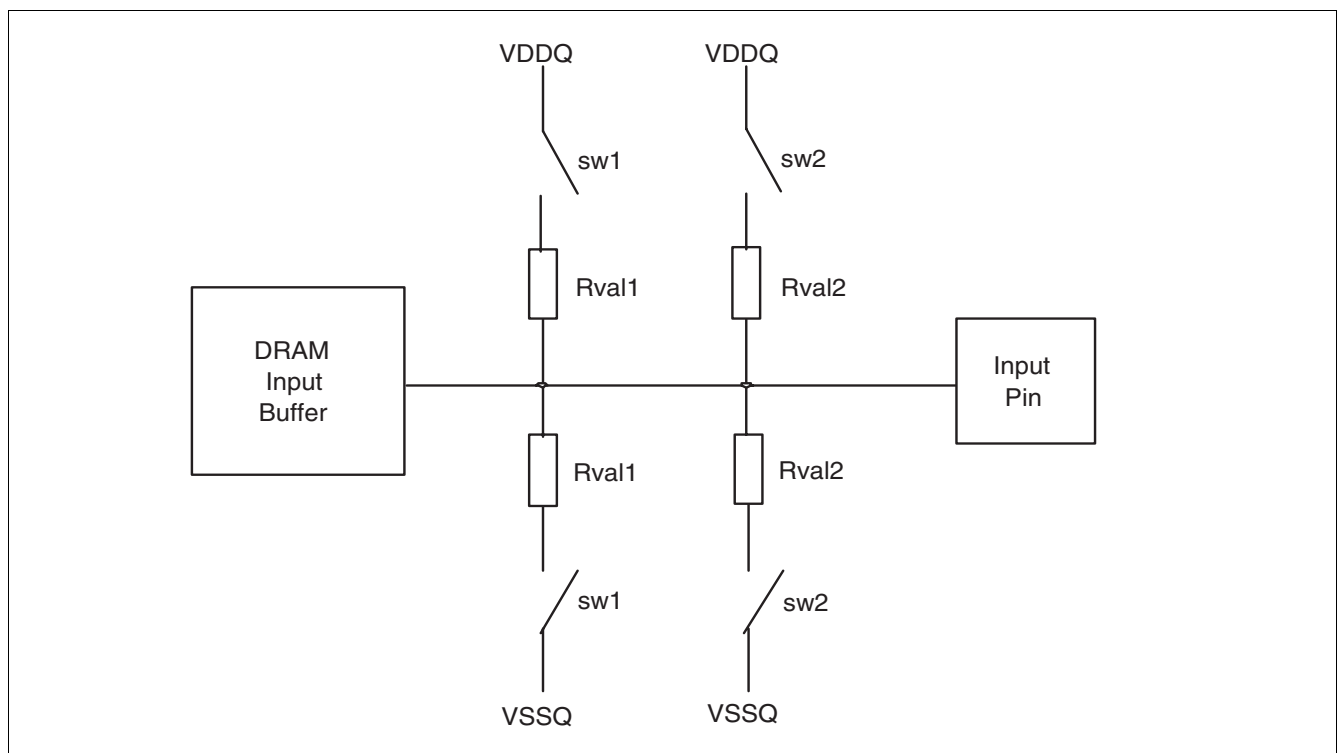 VDDQ
VDDQ
sw1
sw2
Rval1
Rval2
DRAM
Input
Buffer
Input
Pin
Rval1
Rval2
sw1
sw2
VSSQ
VSSQ